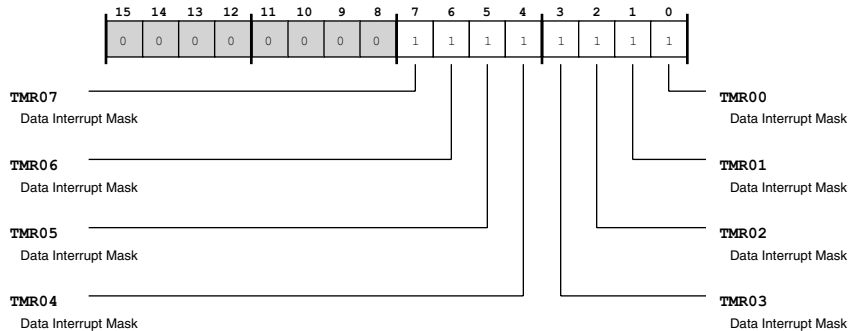 15 14 13 12 11 10 9 8 7 6 5 4 3 2 1 0
0 0 0 0 0 0 0 0 1 1 1 1 1 1 1 1
TMR07
Data Interrupt Mask
TMR00
Data Interrupt Mask
TMR06
Data Interrupt Mask
TMR01
Data Interrupt Mask
TMR05
Data Interrupt Mask
TMR02
Data Interrupt Mask
TMR04
Data Interrupt Mask
TMR03
Data Interrupt Mask